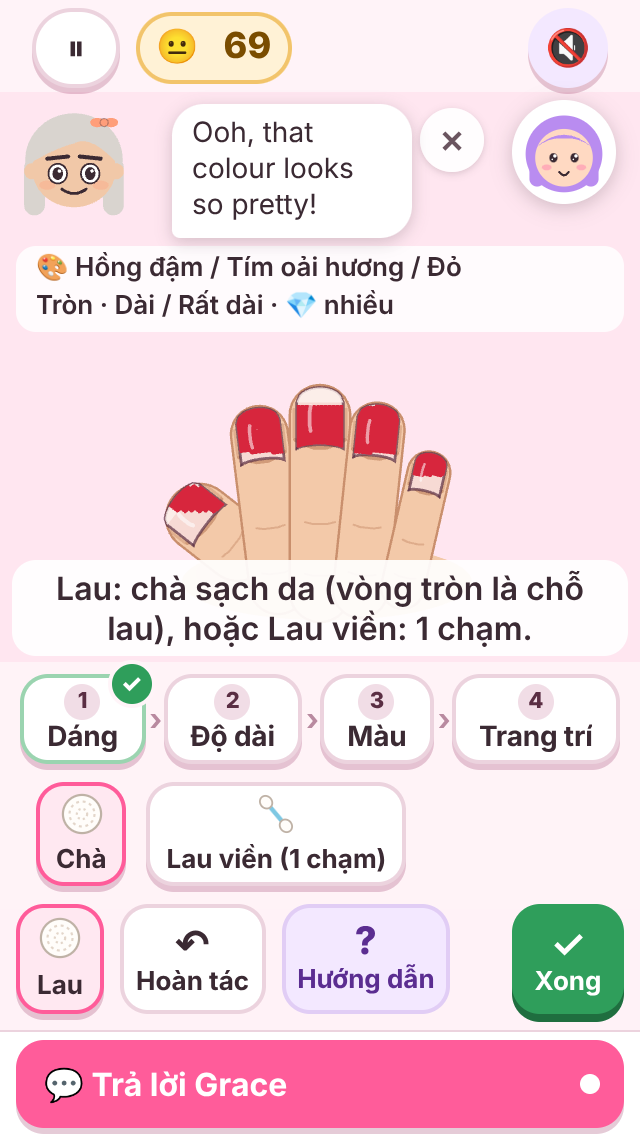 69
Ooh, that
colour looks
so pretty!
Hồng đậm / Tím oải hương / Đỏ
Tròn · Dài / Rất dài · 💎 nhiều
Lau: chà sạch da (vòng tròn là chỗ
lau), hoặc Lau viền: 1 chạm.
1
Dáng
2
Độ dài
3
Màu
4
Trang trí
Chà
Lau viền (1 chạm)
Lau
Hoàn tác
?
Hướng dẫn
Xong
Trả lời Grace